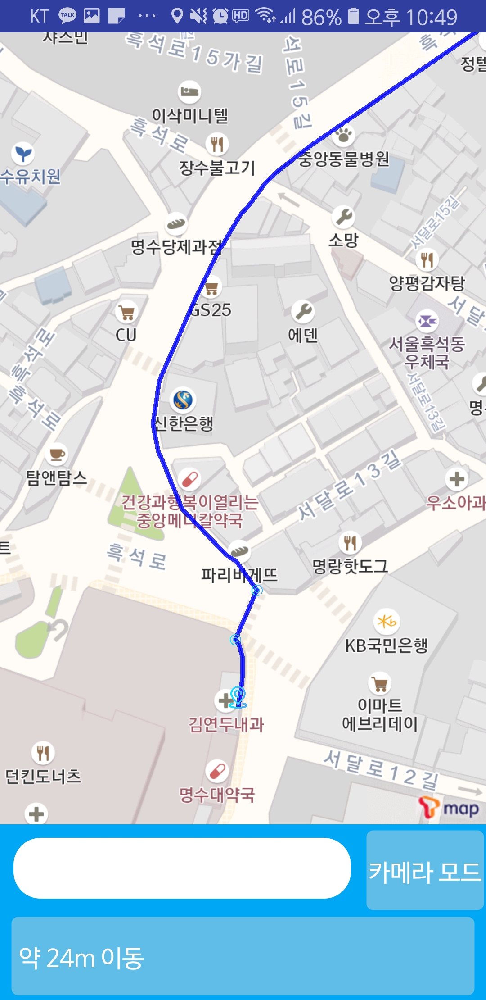 KT TALK ... HD 86% 오후 10:49
샤스민
흑석로15가길
석로15길
흑석
정텔
이삭미니텔
흑석로
장수불고기
중앙동물병원
수유치원
서달로15길
명수당제과점
소망
양평감자탕
서달
GS25
CU
에덴
서울흑석동
우체국
흑석로
흑석로
서달로13길
명
신한은행
탐앤탐스
서달로13길
건강과행복이열리는
중앙메디칼약국
우소아과
트
흑석로
파리바게뜨
명랑핫도그
KB국민은행
이마트
에브리데이
김연두내과
던킨도너츠
서달로12길
명수대약국
T map
카메라 모드
약 24m 이동